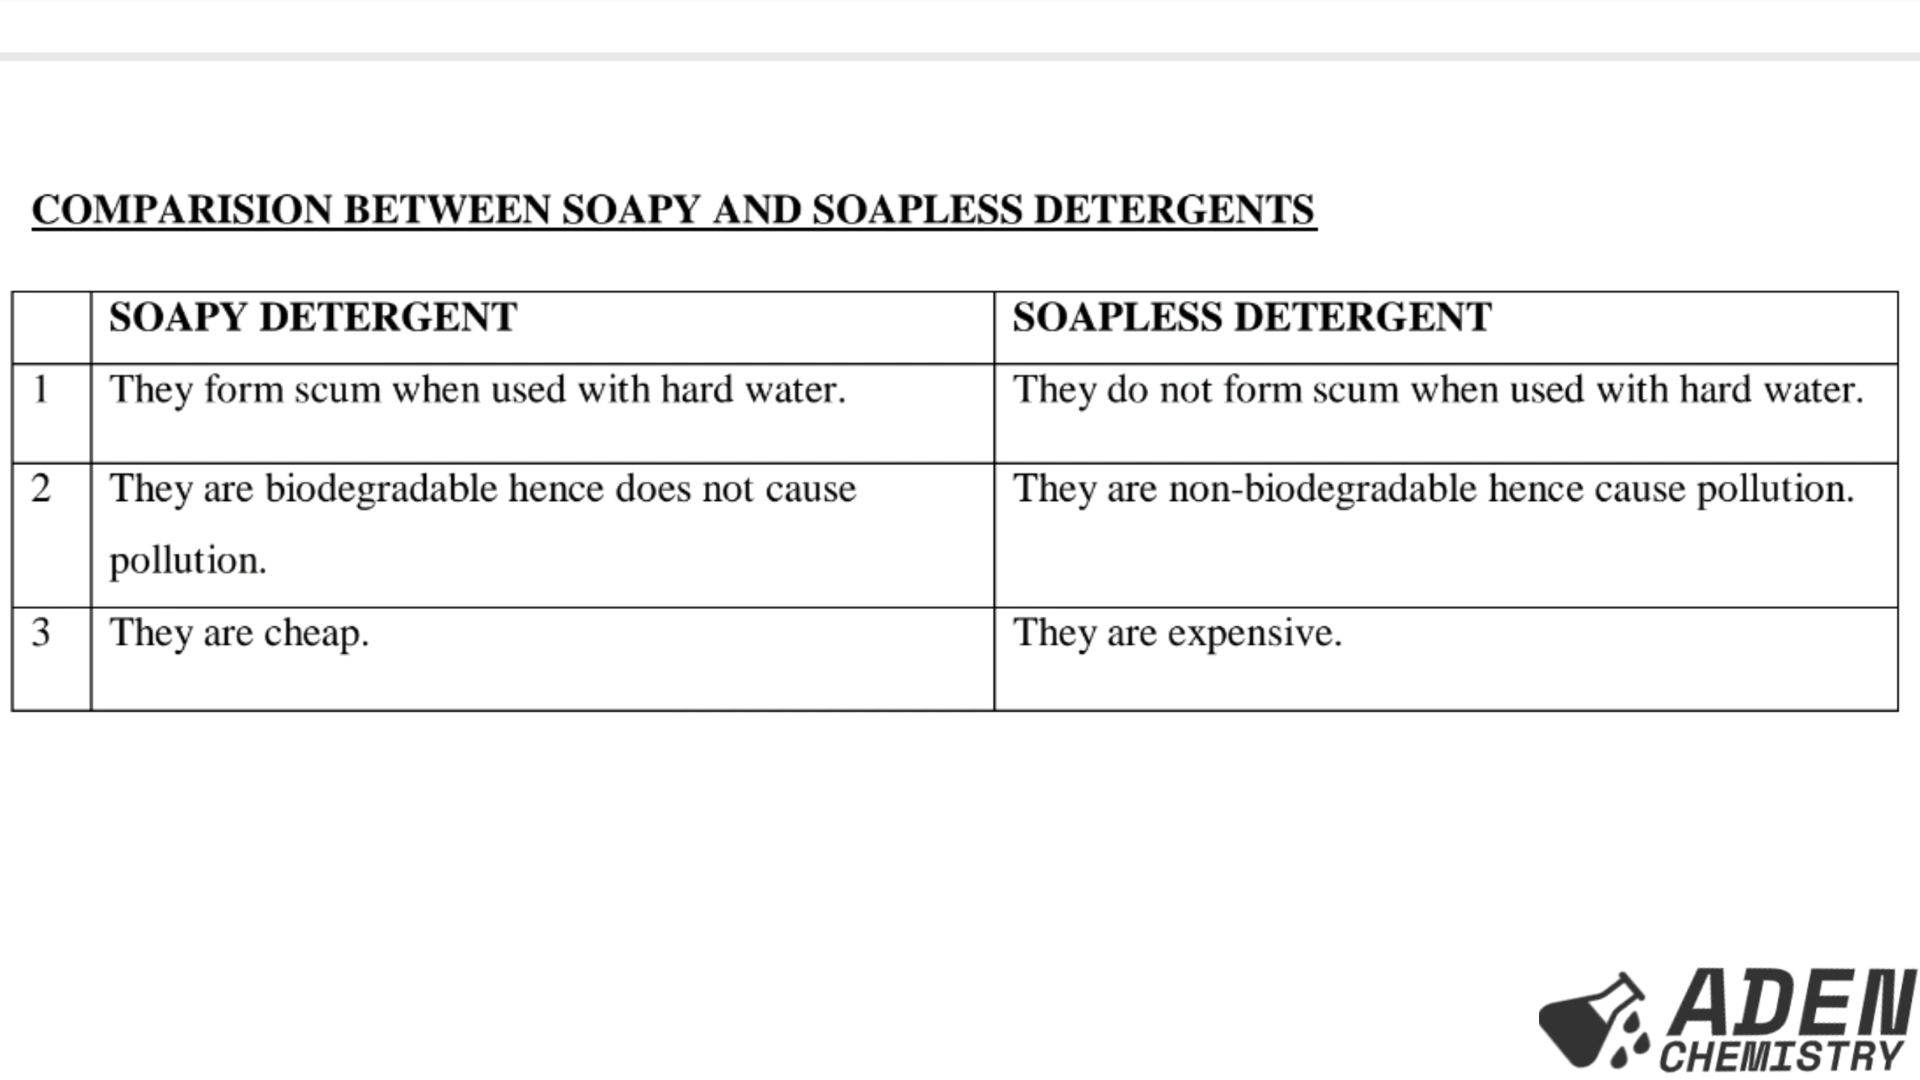 COMPARISION BETWEEN SOAPY AND SOAPLESS DETERGENTS
SOAPY DETERGENT
SOAPLESS DETERGENT
1
They form scum when used with hard water.
They do not form scum when used with hard water.
2
They are biodegradable hence does not cause
pollution.
They are non-biodegradable hence cause pollution.
3
They are cheap.
They are expensive.
ADEN
CHEMISTRY